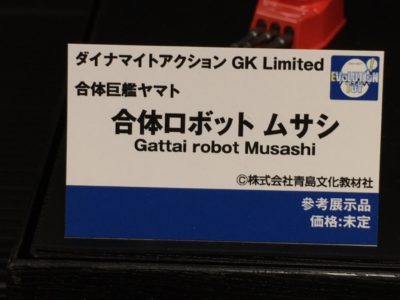 ダイナマイトアクション GK Limited
EVOLUTION TOY
合体巨艦ヤマト
合体ロボット ムサシ
Gattai robot Musashi
©株式会社青島文化教材社
参考展示品
価格:未定